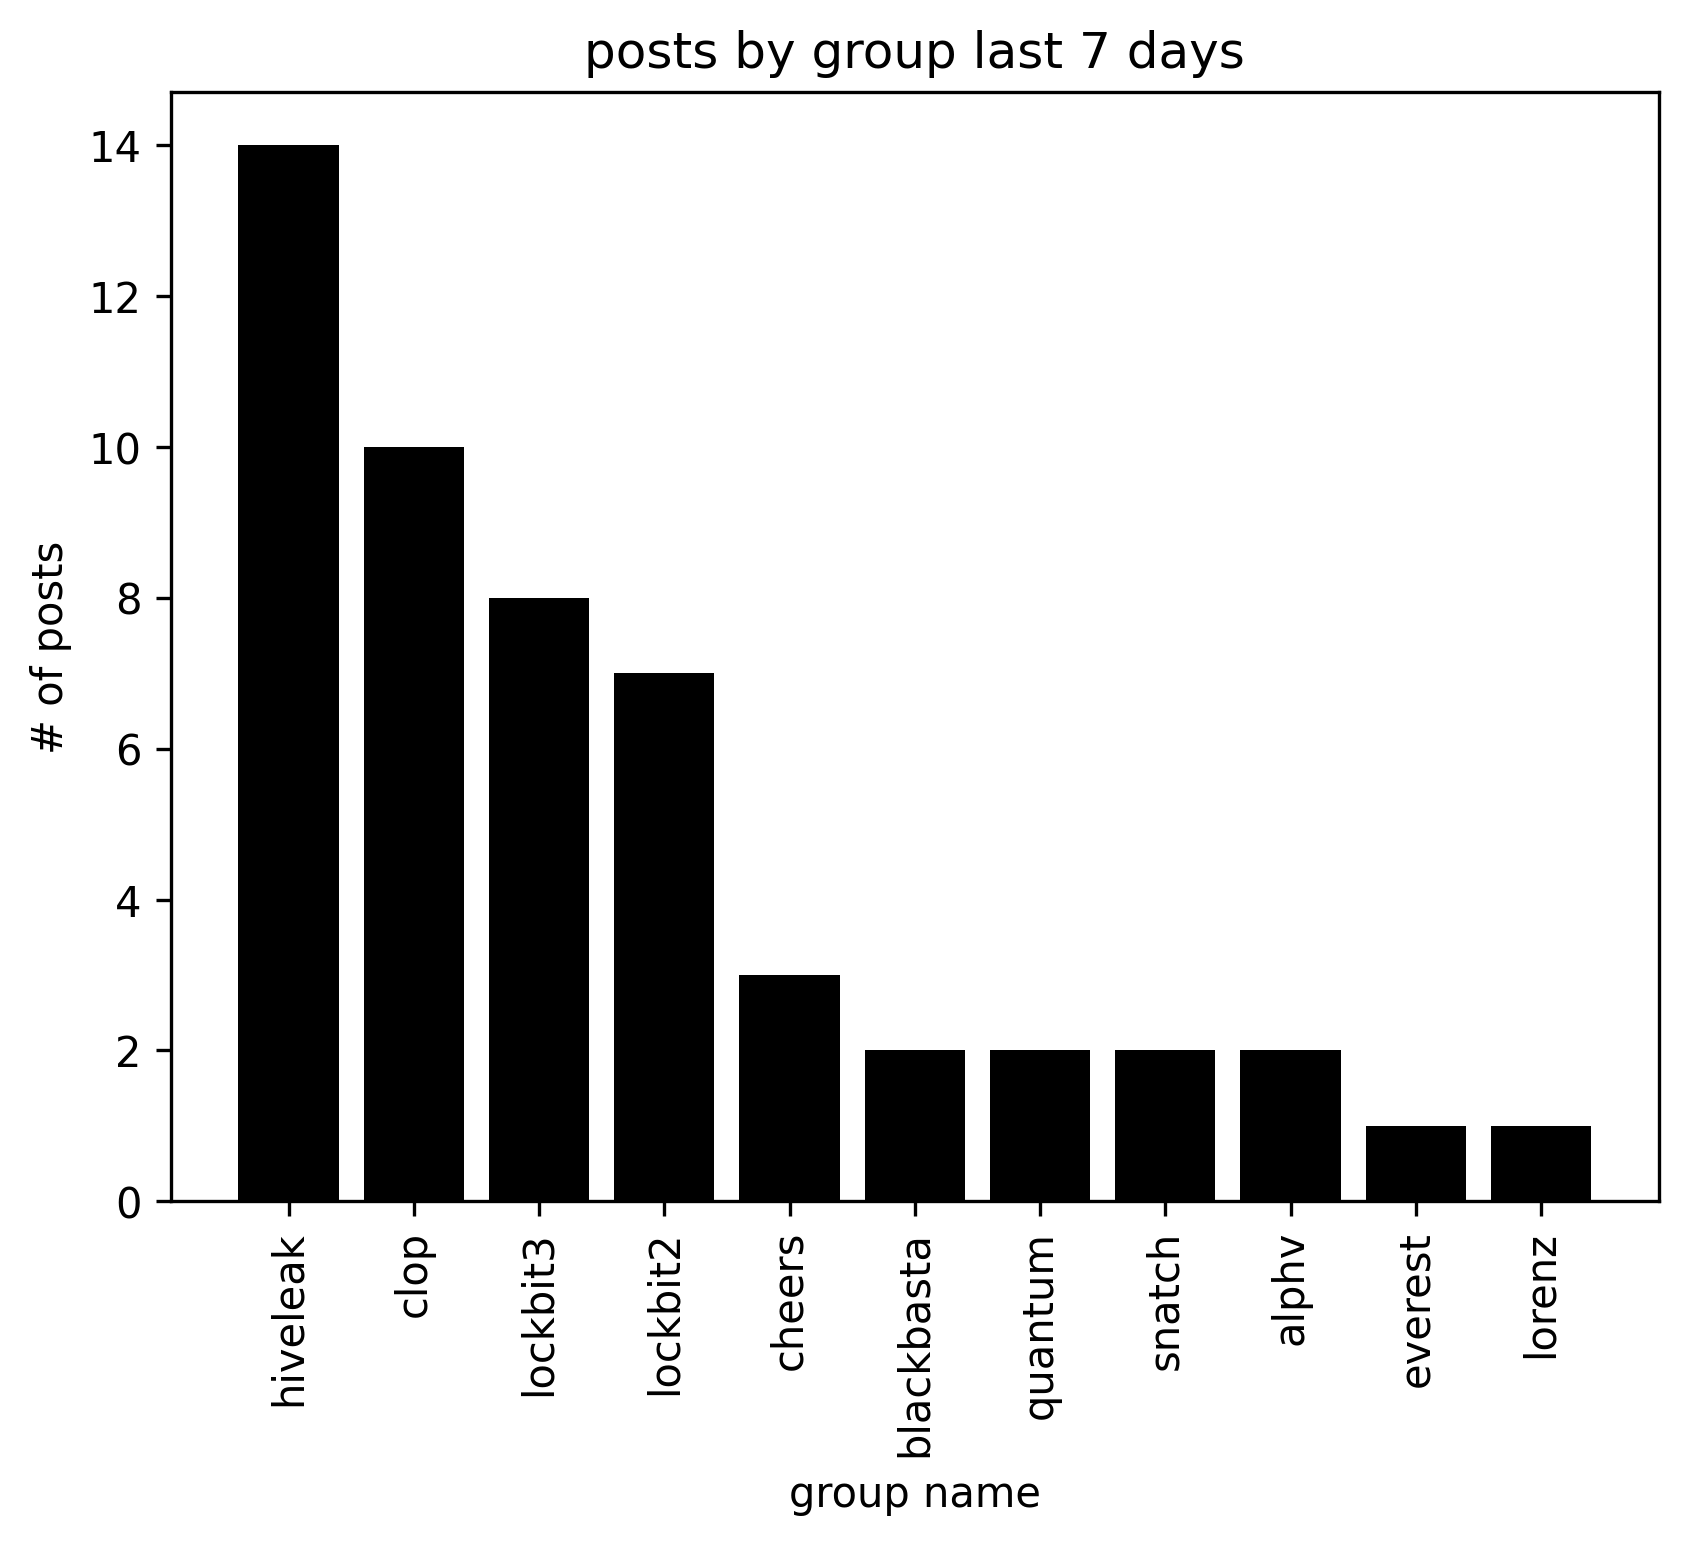 posts by group last 7 days
14
12
10
8
6
4
2
0
# of posts
hiveleak
clop
lockbit3
lockbit2
cheers
blackbasta
quantum
snatch
alphv
everest
lorenz
group name